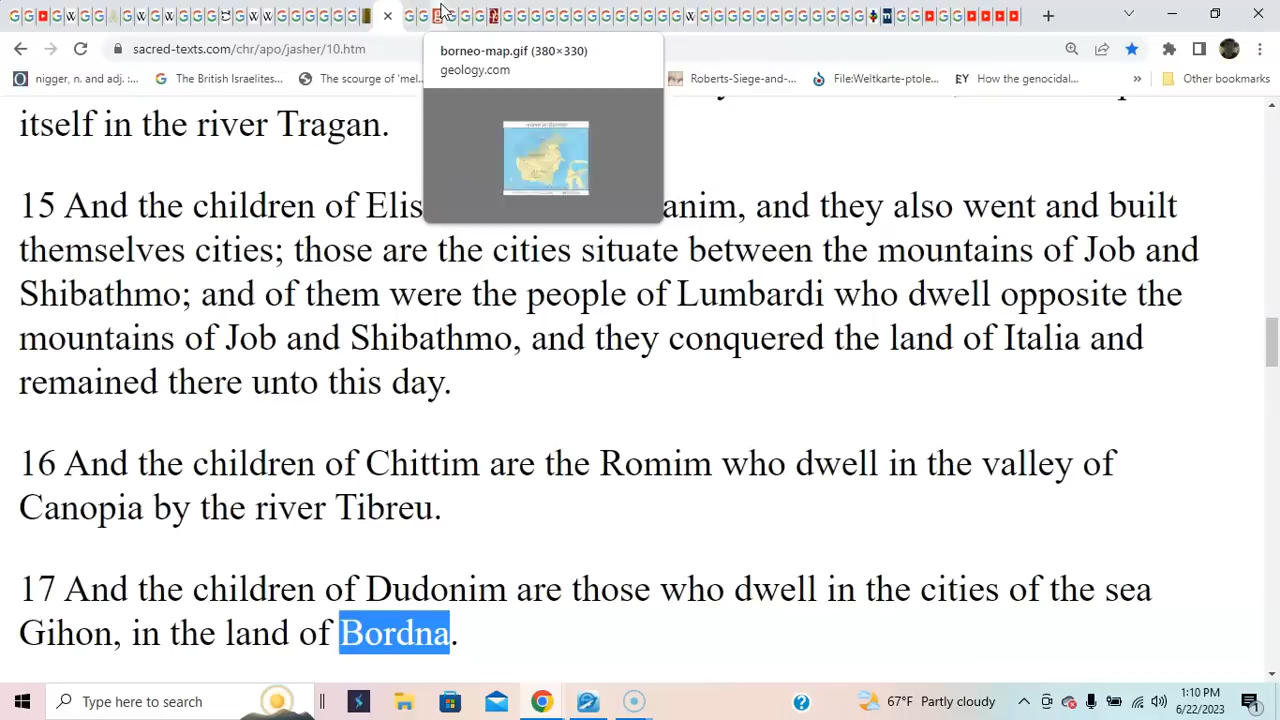 sacred-texts.com/chr/apo/jasher/10.htm
borneo-map.gif (380×330)
geology.com
nigger, n. and adj. :...
The British Israelites...
The scourge of 'mel...
Roberts-Siege-and-...
File:Weltkarte-ptole...
EY How the genocidal...
»
Other bookmarks
itself in the river Tragan.
15 And the children of Elis anim, and they also went and built
themselves cities; those are the cities situate between the mountains of Job and
Shibathmo; and of them were the people of Lumbardi who dwell opposite the
mountains of Job and Shibathmo, and they conquered the land of Italia and
remained there unto this day.
16 And the children of Chittim are the Romim who dwell in the valley of
Canopia by the river Tibreu.
17 And the children of Dudonim are those who dwell in the cities of the sea
Gihon, in the land of Bordna.
Type here to search
67°F Partly cloudy
1:10 PM
6/22/2023